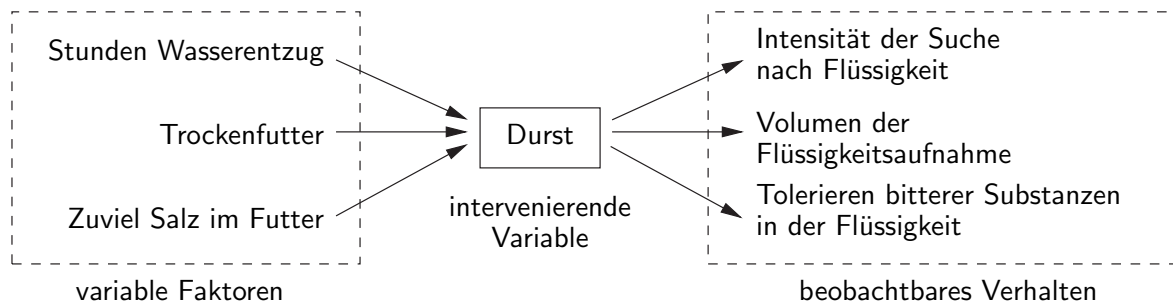 Stunden Wasserentzug
Trockenfutter
Zuviel Salz im Futter
variable Faktoren
Durst
intervenierende
Variable
Intensität der Suche
nach Flüssigkeit
Volumen der
Flüssigkeitsaufnahme
Tolerieren bitterer Substanzen
in der Flüssigkeit
beobachtbares Verhalten